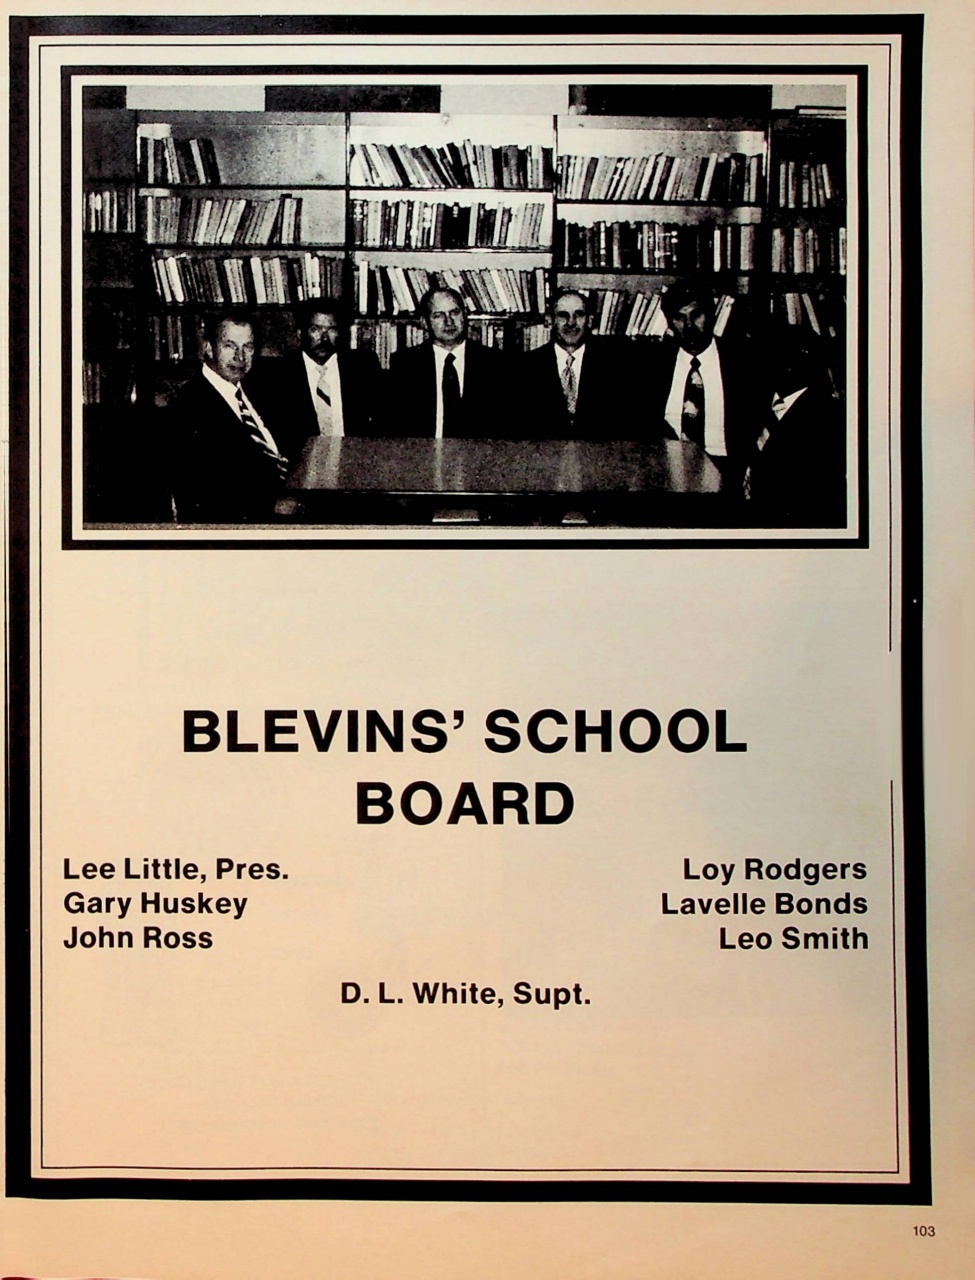 BLEVINS' SCHOOL
BOARD
Lee Little, Pres.
Gary Huskey
John Ross
Loy Rodgers
Lavelle Bonds
Leo Smith
D. L. White, Supt.
103